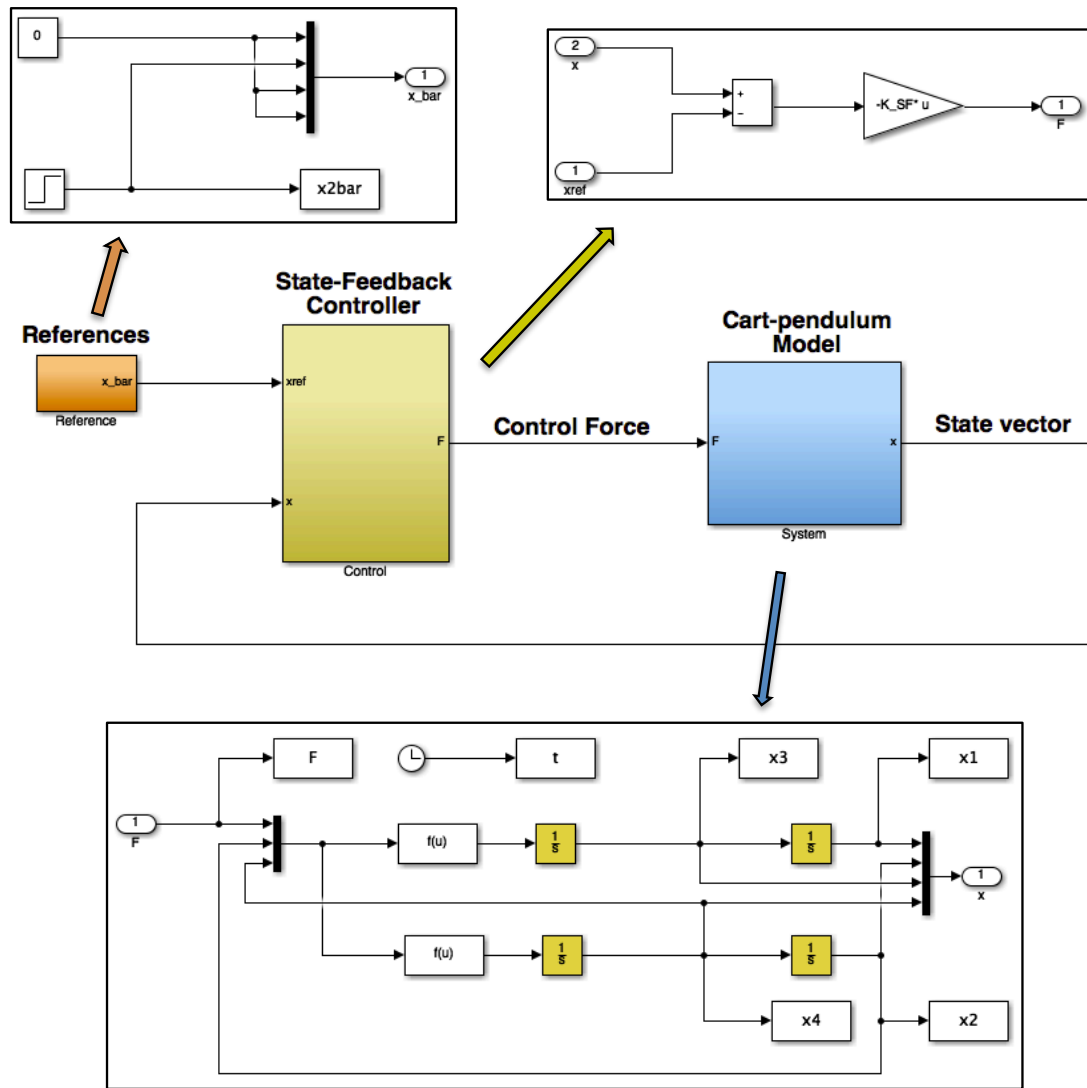 0
1
x_bar
x2bar
2
x
+
−
-K_SF* u
1
F
1
xref
References
x_bar
Reference
State-Feedback
Controller
xref
F
x
Control
Control Force
Cart-pendulum
Model
F
x
System
State vector
F
t
x3
x1
1
F
f(u)
1
s
1
s
1
x
f(u)
1
s
1
s
x4
x2